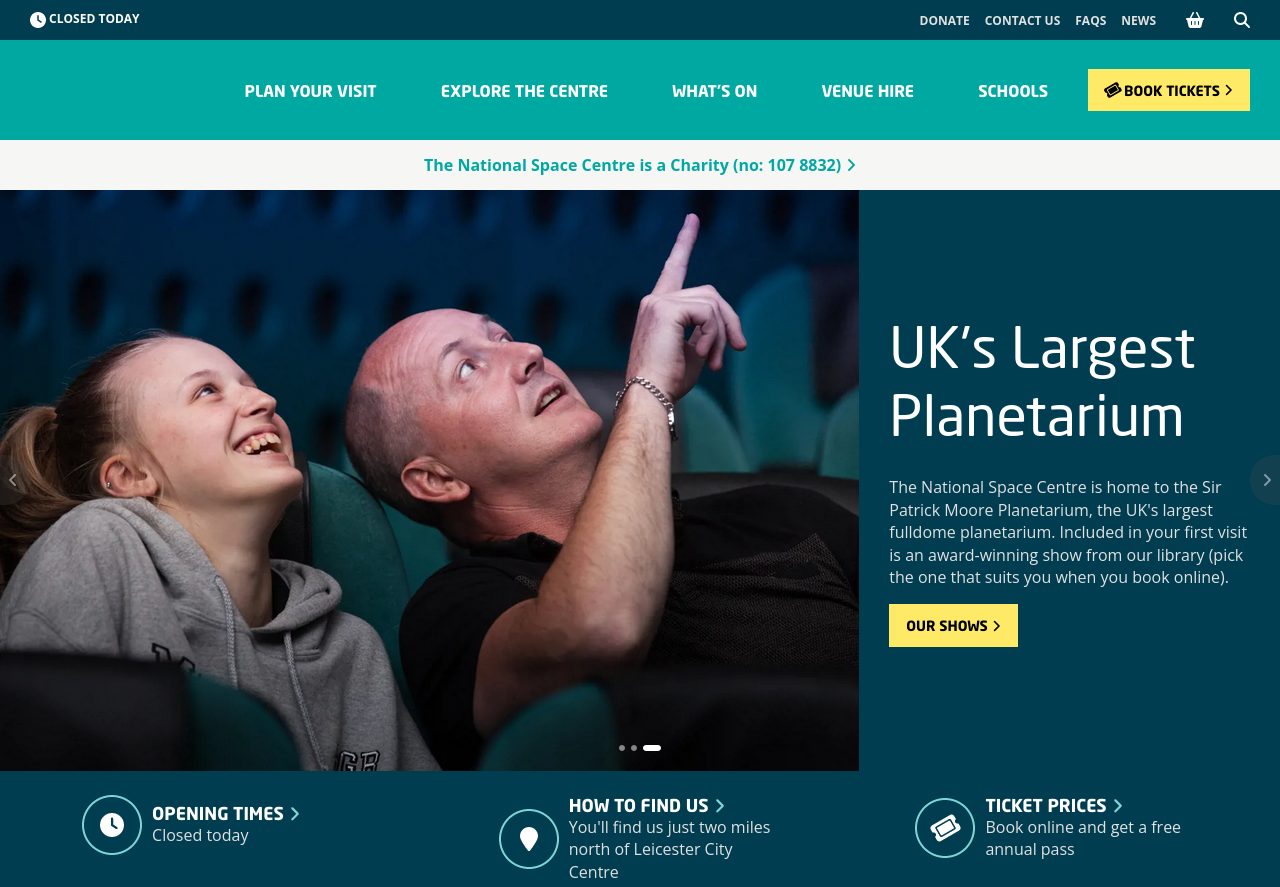 CLOSED TODAY
DONATE CONTACT US FAQS NEWS
PLAN YOUR VISIT EXPLORE THE CENTRE WHAT'S ON VENUE HIRE SCHOOLS BOOK TICKETS
The National Space Centre is a Charity (no: 107 8832)
UK's Largest
Planetarium
The National Space Centre is home to the Sir
Patrick Moore Planetarium, the UK's largest
fulldome planetarium. Included in your first visit
is an award-winning show from our library (pick
the one that suits you when you book online).
OUR SHOWS
OPENING TIMES
Closed today
HOW TO FIND US
You'll find us just two miles
north of Leicester City
Centre
TICKET PRICES
Book online and get a free
annual pass